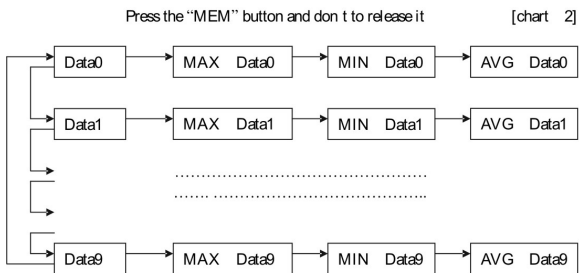 Press the “MEM” button and don t to release it [chart 2]
Data0 MAX Data0 MIN Data0 AVG Data0
Data1 MAX Data1 MIN Data1 AVG Data1
................................................
....... .........................................
Data9 MAX Data9 MIN Data9 AVG Data9